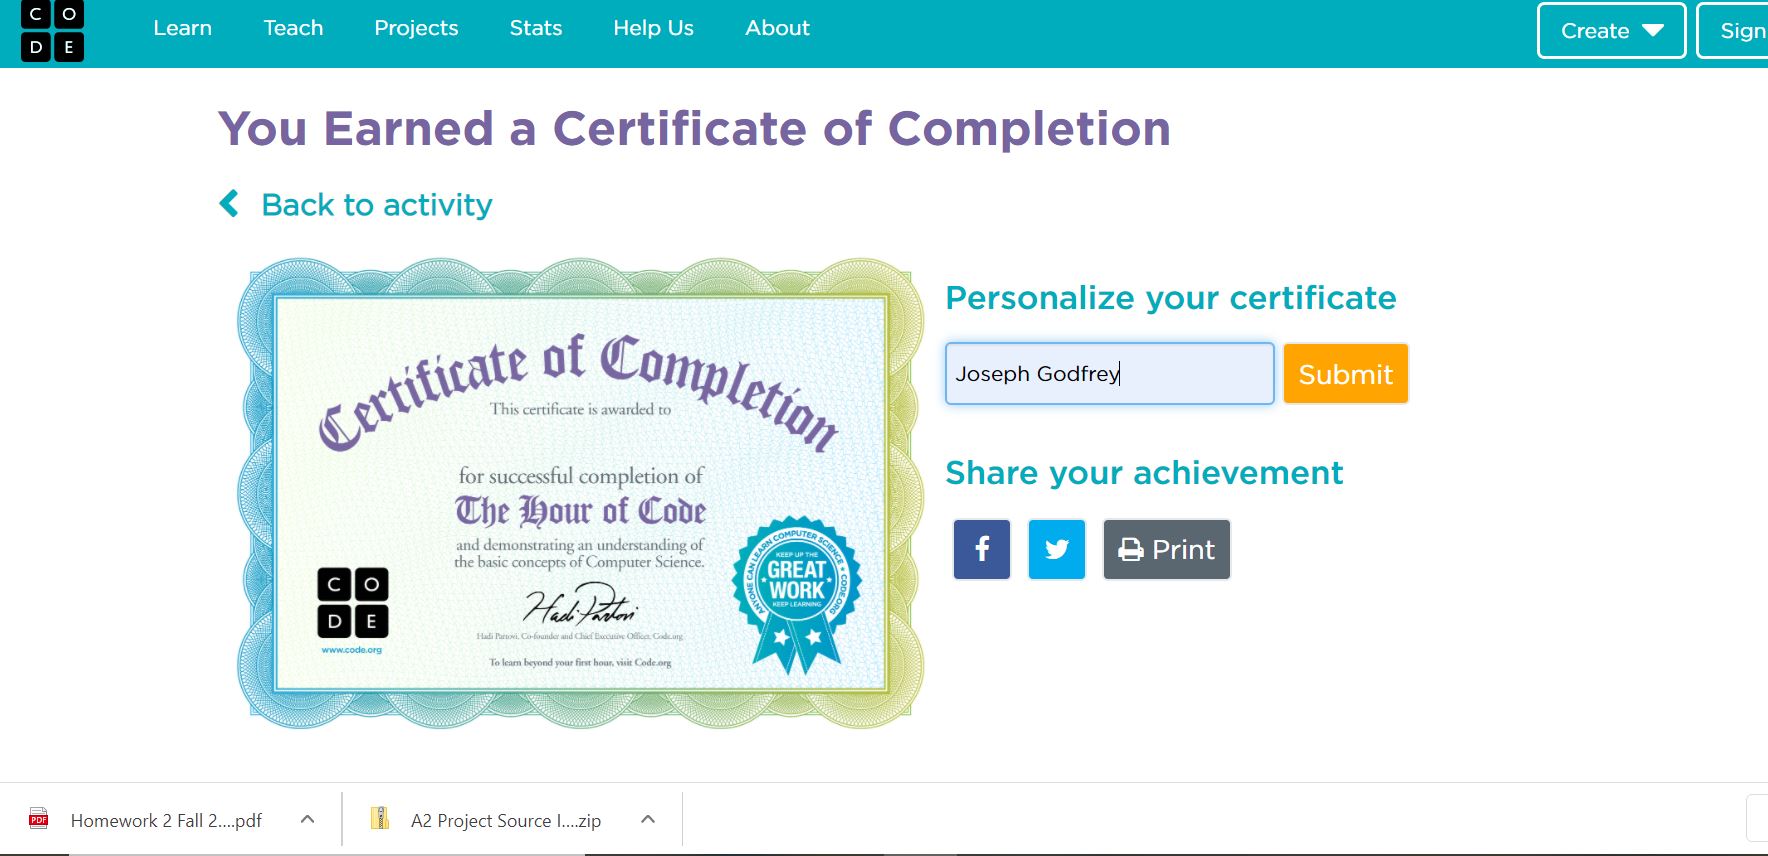 C O
D E
Learn Teach Projects Stats Help Us About Create Sign
You Earned a Certificate of Completion
Back to activity
Certificate of Completion
This certificate is awarded to
for successful completion of
The Hour of Code
and demonstrating an understanding of
the basic concepts of Computer Science.
Hadi Partovi
Hadi Partovi, Co-founder and Chief Executive Officer, Code.org
To learn beyond your first hour, visit Code.org
C O
D E
www.code.org
ANYONE CAN LEARN COMPUTER SCIENCE • CODE.ORG
KEEP UP THE
GREAT
WORK
KEEP LEARNING
Personalize your certificate
Joseph Godfrey
Submit
Share your achievement
f
Print
PDF
Homework 2 Fall 2....pdf
A2 Project Source I....zip